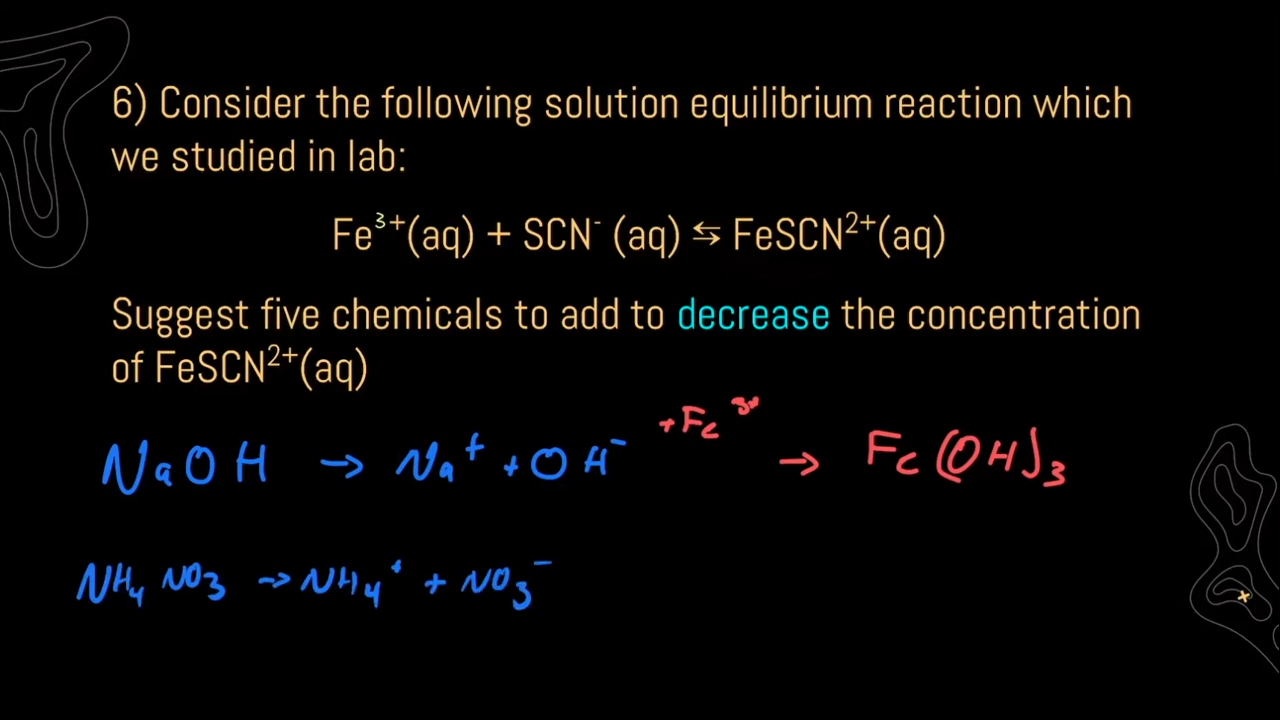 6) Consider the following solution equilibrium reaction which
we studied in lab:
Fe³⁺(aq) + SCN⁻ (aq) ⇆ FeSCN²⁺(aq)
Suggest five chemicals to add to decrease the concentration
of FeSCN²⁺(aq)
NaOH → Na⁺ + OH⁻ +Fe³⁺ → Fe(OH)₃
NH₄NO₃ → NH₄⁺ + NO₃⁻